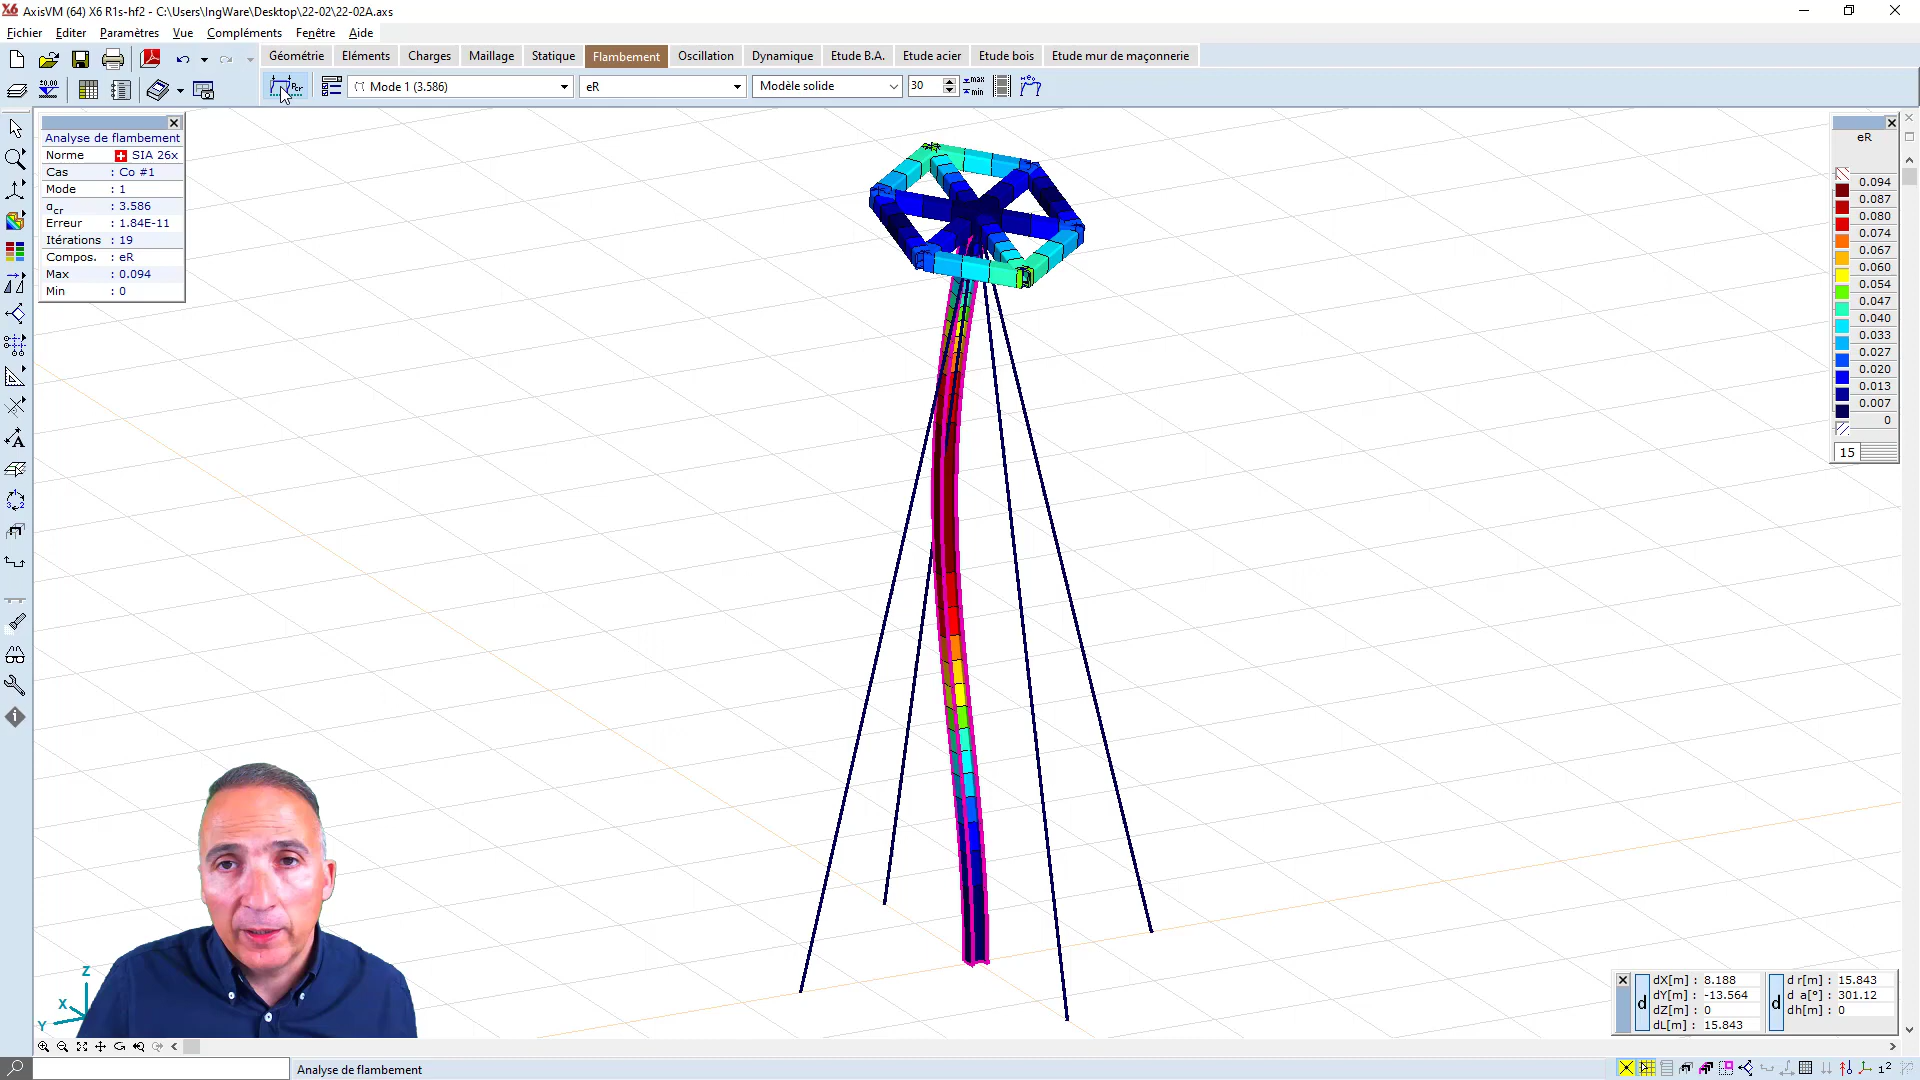 AxisVM (64) X6 R1s-hf2 - C:\Users\IngWare\Desktop\22-02\22-02A.axs
Fichier Editer Paramètres Vue Compléments Fenêtre Aide
Géométrie Eléments Charges Maillage Statique Flambement Oscillation Dynamique Etude B.A. Etude acier Etude bois Etude mur de maçonnerie
Mode 1 (3.586) eR Modèle solide 30 max min
Analyse de flambement
Norme SIA 26x
Cas : Co #1
Mode : 1
αcr : 3.586
Erreur : 1.84E-11
Itérations : 19
Compos. : eR
Max : 0.094
Min : 0
eR
0.094
0.087
0.080
0.074
0.067
0.060
0.054
0.047
0.040
0.033
0.027
0.020
0.013
0.007
0
15
Z
X
Y
d
dX[m] : 8.188
dY[m] : -13.564
dZ[m] : 0
dL[m] : 15.843
d
d r[m] : 15.843
d a[°] : 301.12
dh[m] : 0
Analyse de flambement